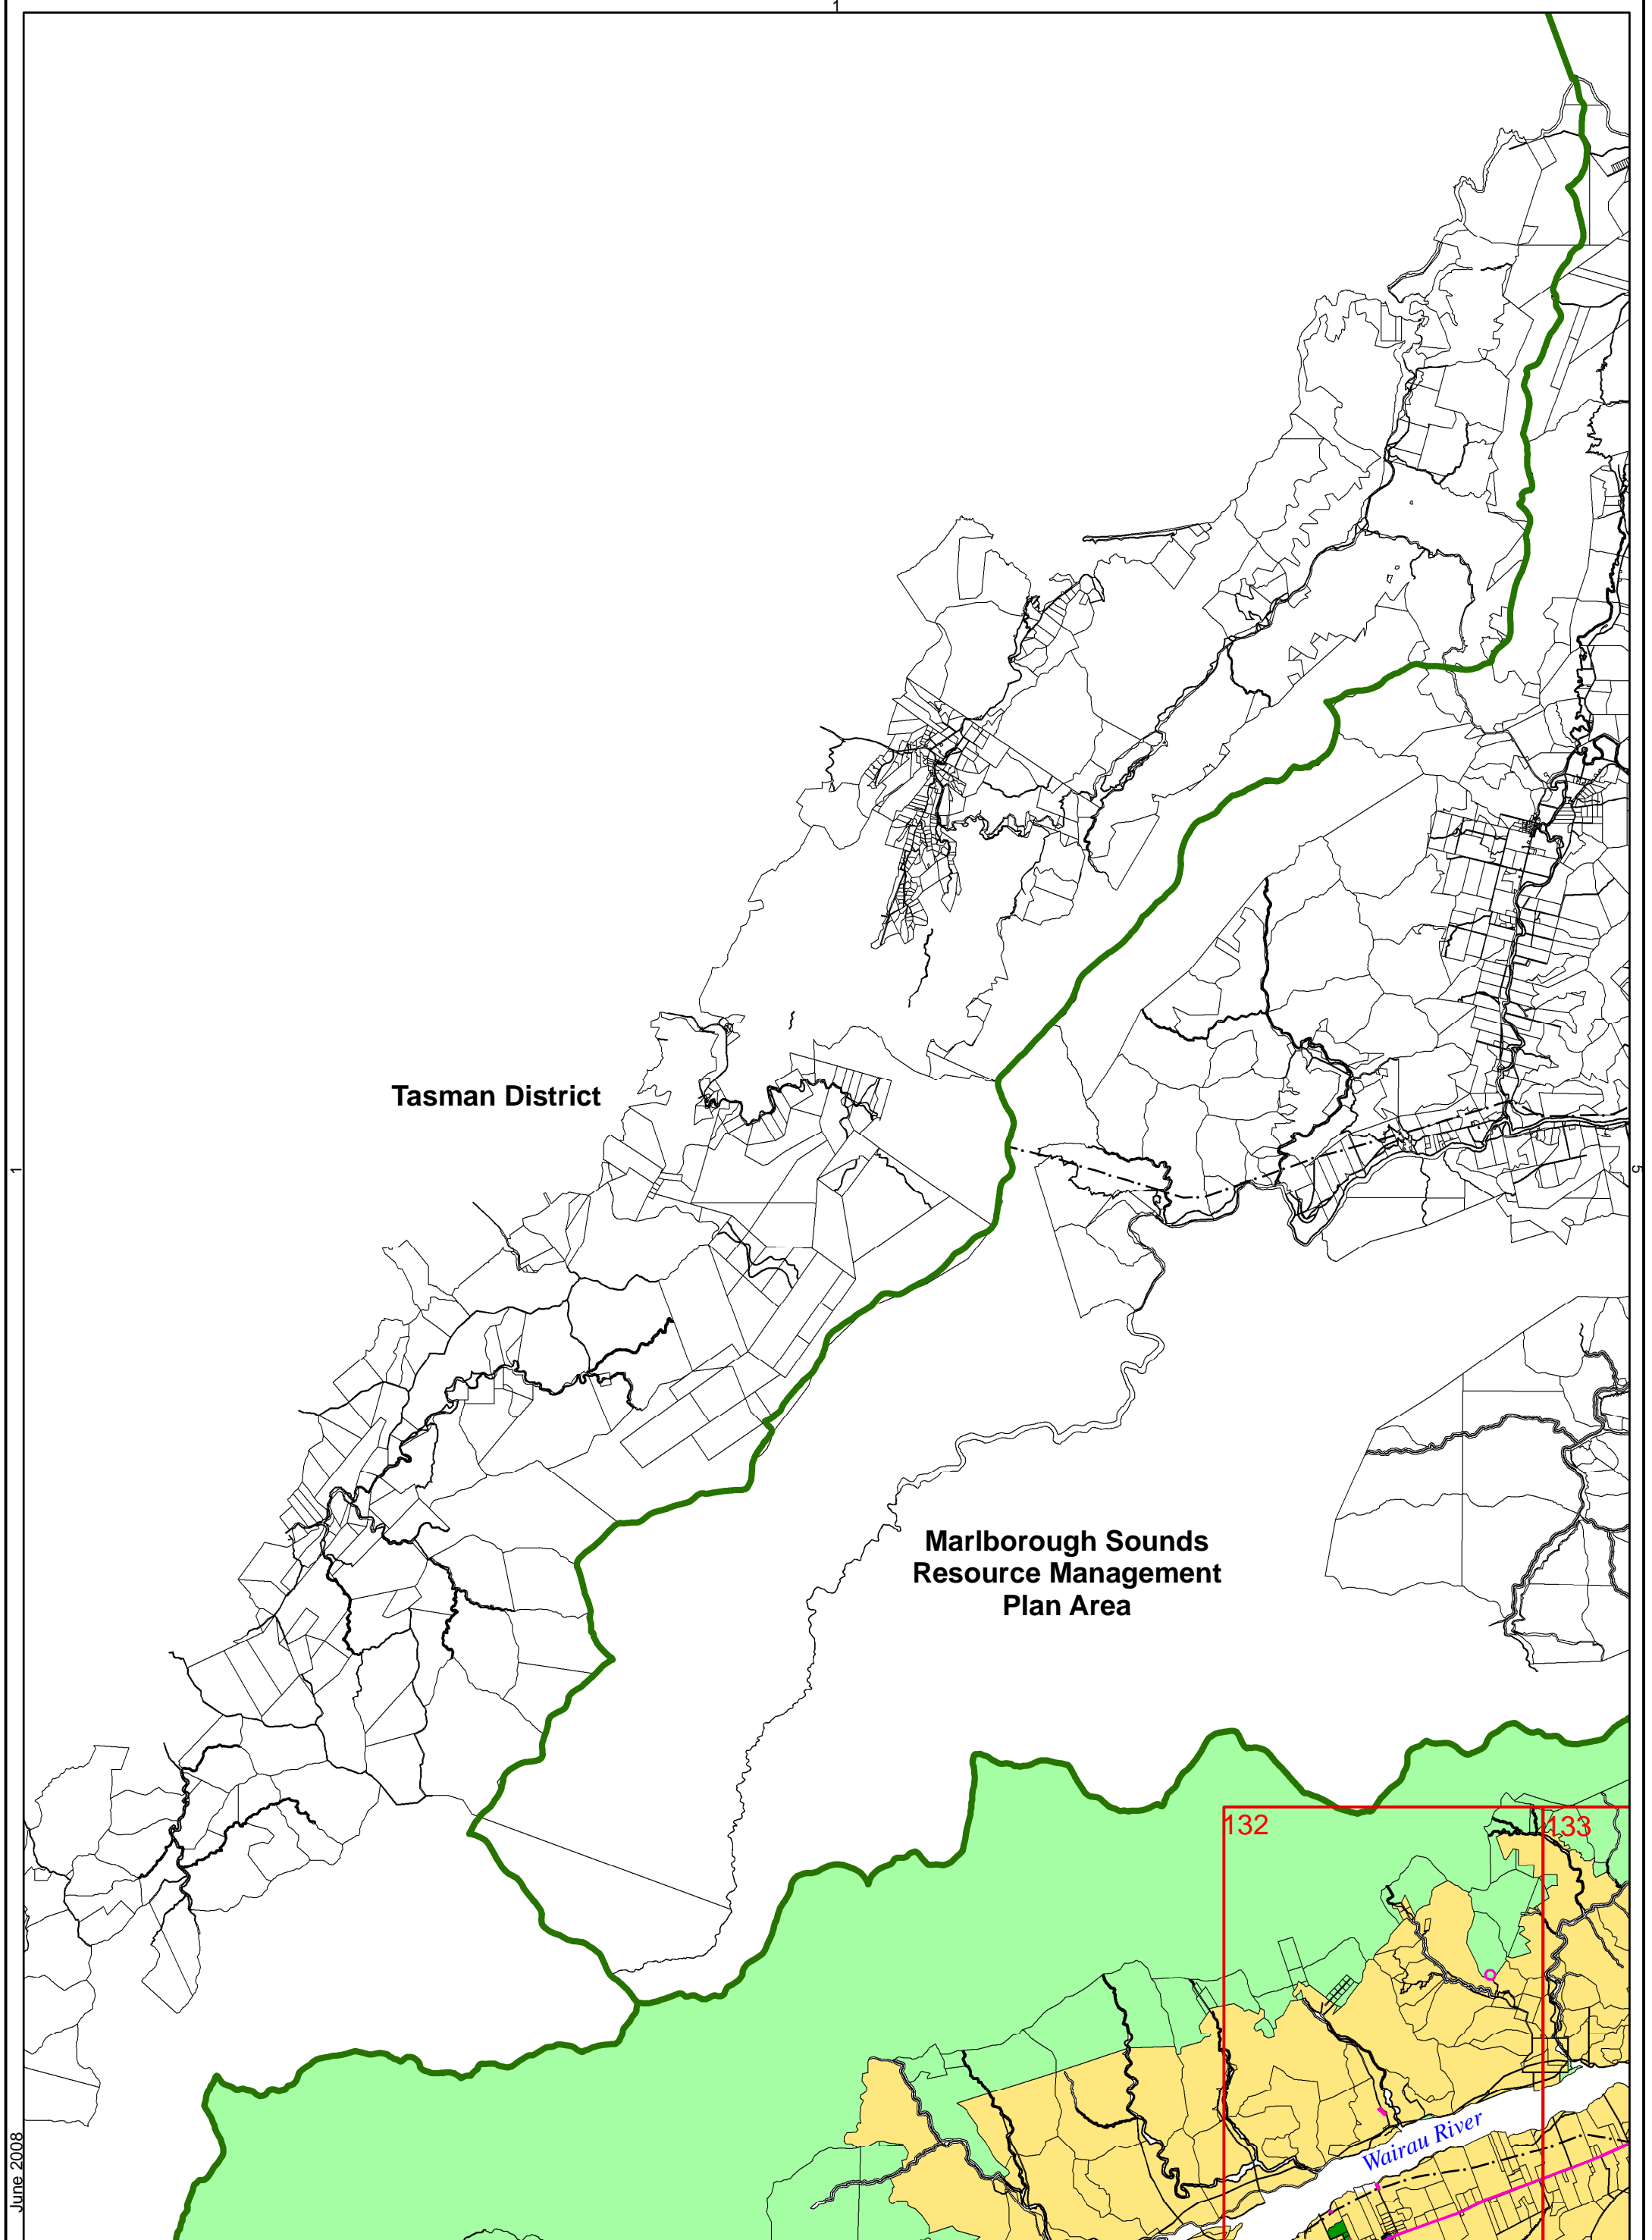 1
Tasman District
1
5
Marlborough Sounds
Resource Management
Plan Area
132
133
Wairau River
June 2008